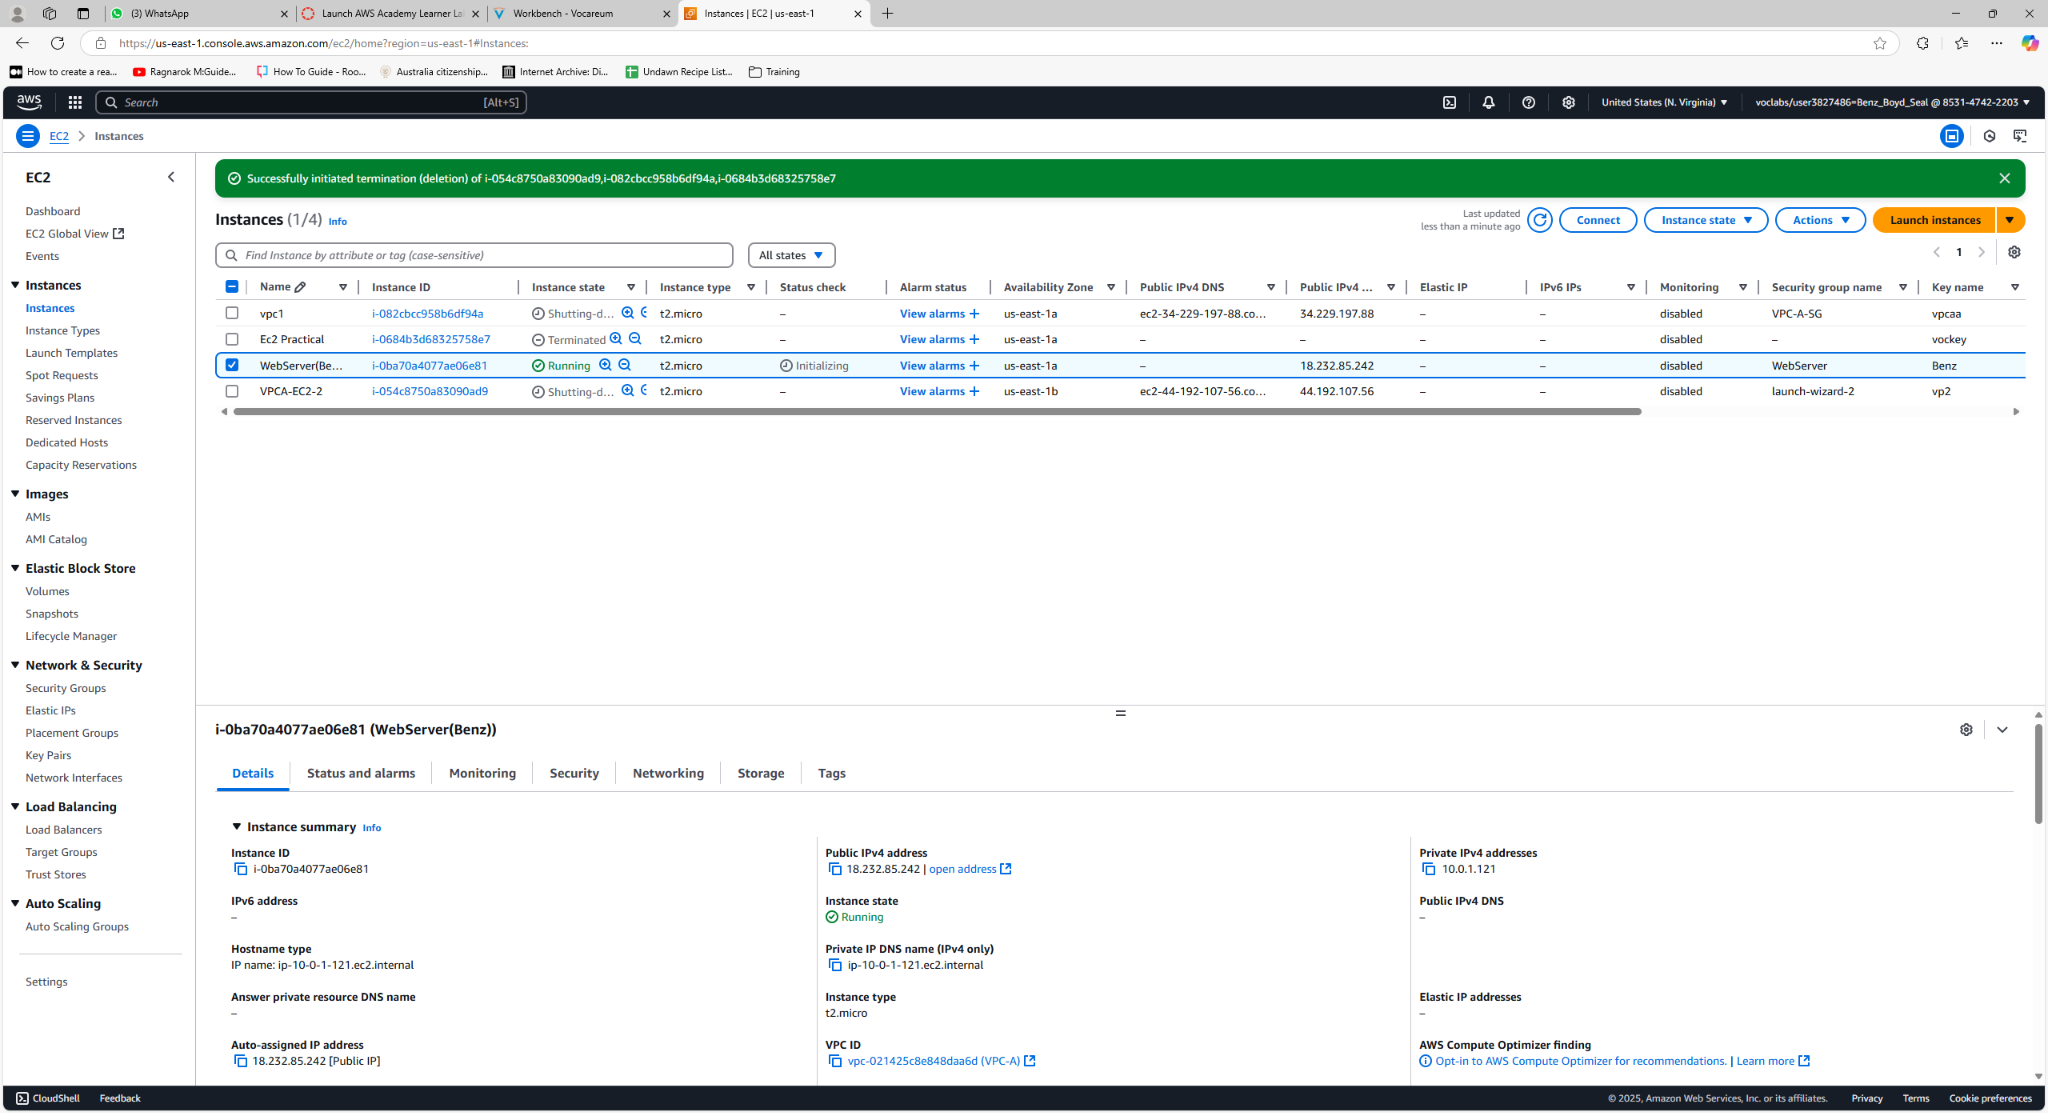 (3) WhatsApp
Launch AWS Academy Learner La
Workbench - Vocareum
Instances | EC2 | us-east-1
https://us-east-1.console.aws.amazon.com/ec2/home?region=us-east-1#Instances:
How to create a rea...
Ragnarok McGuide...
How To Guide - Roo...
Australia citizenship...
Internet Archive: Di...
Undawn Recipe List...
Training
aws
Search
[Alt+S]
United States (N. Virginia)
voclabs/user3827486=Benz_Boyd_Seal @ 8531-4742-2203
EC2
Instances
EC2
Dashboard
EC2 Global View
Events
Instances
Instances
Instance Types
Launch Templates
Spot Requests
Savings Plans
Reserved Instances
Dedicated Hosts
Capacity Reservations
Images
AMIs
AMI Catalog
Elastic Block Store
Volumes
Snapshots
Lifecycle Manager
Network & Security
Security Groups
Elastic IPs
Placement Groups
Key Pairs
Network Interfaces
Load Balancing
Load Balancers
Target Groups
Trust Stores
Auto Scaling
Auto Scaling Groups
Settings
Successfully initiated termination (deletion) of i-054c8750a83090ad9,i-082cbcc958b6df94a,i-0684b3d68325758e7
Instances (1/4) Info
Last updated
less than a minute ago
Connect
Instance state
Actions
Launch instances
Find Instance by attribute or tag (case-sensitive)
All states
1
Name Instance ID Instance state Instance type Status check Alarm status Availability Zone Public IPv4 DNS Public IPv4 ... Elastic IP IPv6 IPs Monitoring Security group name Key name
vpc1 i-082cbcc958b6df94a Shutting-d... t2.micro – View alarms + us-east-1a ec2-34-229-197-88.co... 34.229.197.88 – – disabled VPC-A-SG vpcaa
Ec2 Practical i-0684b3d68325758e7 Terminated t2.micro – View alarms + us-east-1a – – – – disabled – vockey
WebServer(Be... i-0ba70a4077ae06e81 Running t2.micro Initializing View alarms + us-east-1a – 18.232.85.242 – – disabled WebServer Benz
VPCA-EC2-2 i-054c8750a83090ad9 Shutting-d... t2.micro – View alarms + us-east-1b ec2-44-192-107-56.co... 44.192.107.56 – – disabled launch-wizard-2 vp2
i-0ba70a4077ae06e81 (WebServer(Benz))
Details
Status and alarms
Monitoring
Security
Networking
Storage
Tags
Instance summary Info
Instance ID
i-0ba70a4077ae06e81
Public IPv4 address
18.232.85.242 | open address
Private IPv4 addresses
10.0.1.121
IPv6 address
–
Instance state
Running
Public IPv4 DNS
–
Hostname type
IP name: ip-10-0-1-121.ec2.internal
Private IP DNS name (IPv4 only)
ip-10-0-1-121.ec2.internal
Answer private resource DNS name
–
Instance type
t2.micro
Elastic IP addresses
–
Auto-assigned IP address
18.232.85.242 [Public IP]
VPC ID
vpc-021425c8e848daa6d (VPC-A)
AWS Compute Optimizer finding
Opt-in to AWS Compute Optimizer for recommendations. | Learn more
CloudShell
Feedback
© 2025, Amazon Web Services, Inc. or its affiliates.
Privacy
Terms
Cookie preferences